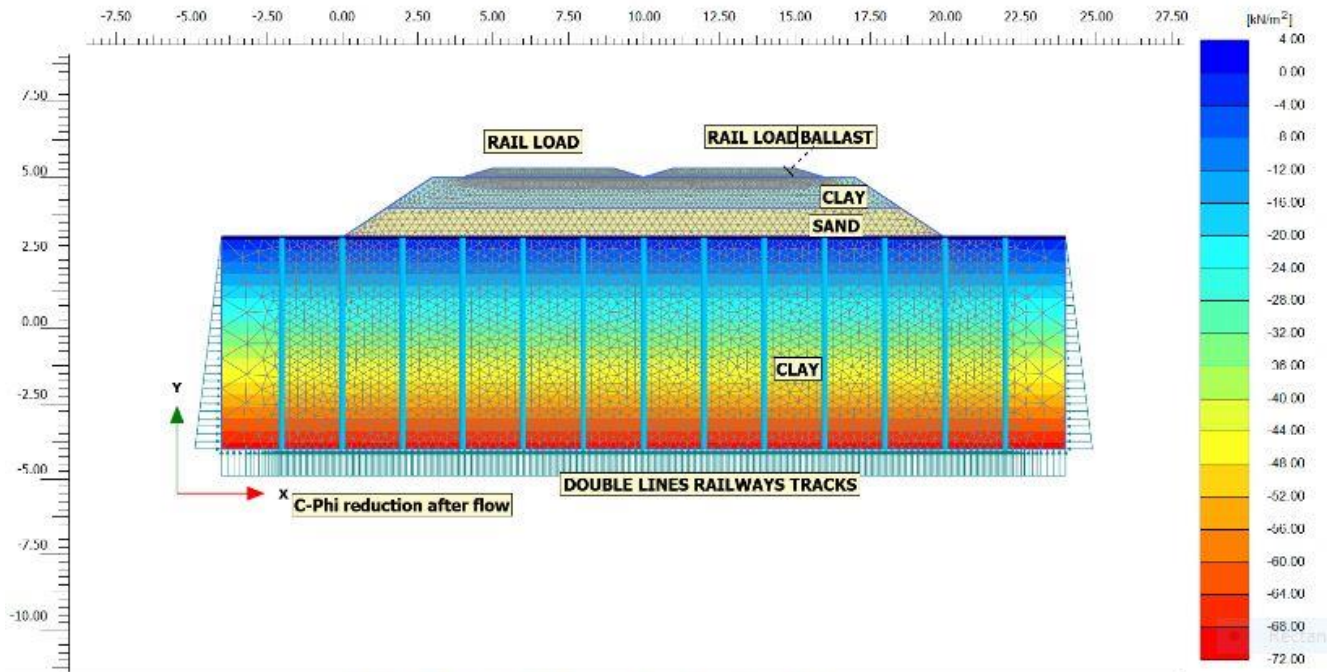 -7.50 -5.00 -2.50 0.00 2.50 5.00 7.50 10.00 12.50 15.00 17.50 20.00 22.50 25.00 27.50
[kN/m²]
4.00
0.00
-4.00
-8.00
-12.00
-16.00
-20.00
-24.00
-28.00
-32.00
-36.00
-40.00
-44.00
-48.00
-52.00
-56.00
-60.00
-64.00
-68.00
-72.00
7.50
5.00
2.50
0.00
-2.50
-5.00
-7.50
-10.00
RAIL LOAD
RAIL LOAD
BALLAST
CLAY
SAND
CLAY
DOUBLE LINES RAILWAYS TRACKS
Y
X
C-Phi reduction after flow
Rectan